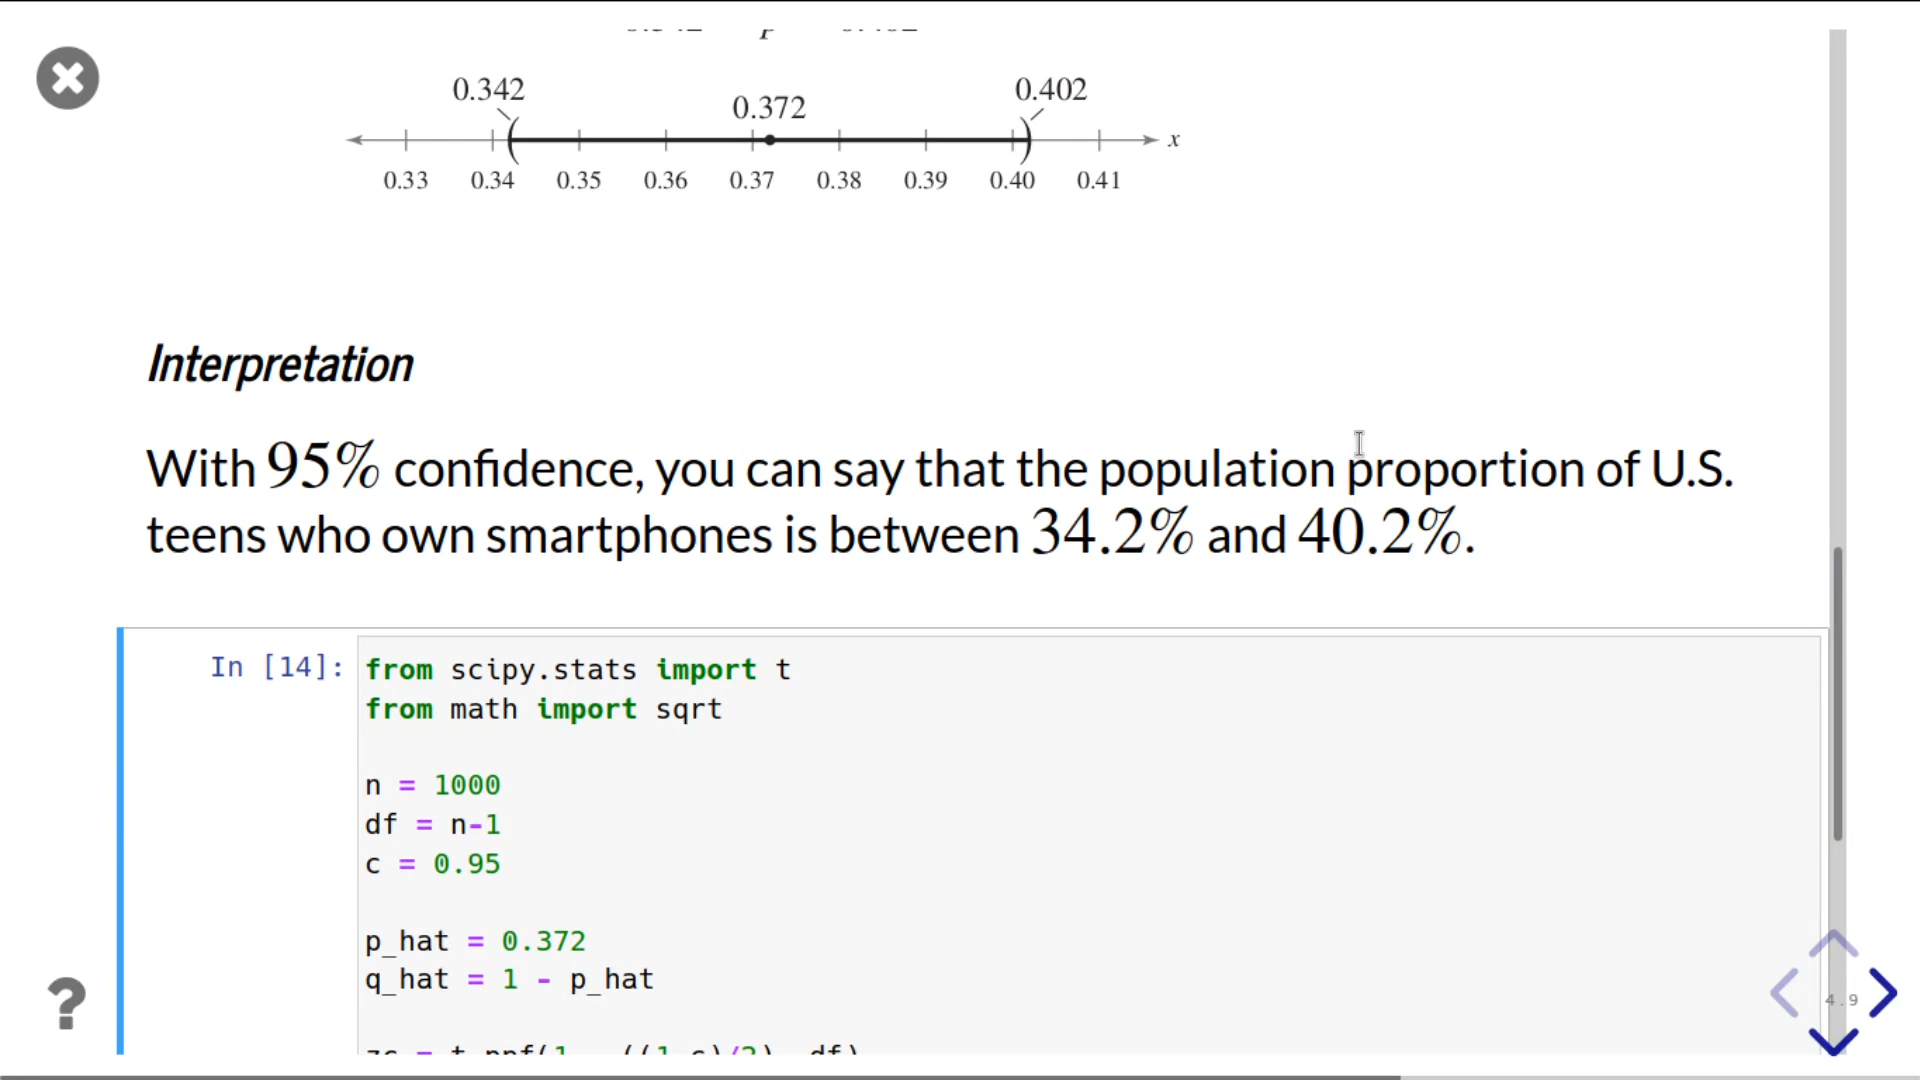 0.342 0.372 0.402
x
0.33 0.34 0.35 0.36 0.37 0.38 0.39 0.40 0.41
Interpretation
With 95% confidence, you can say that the population proportion of U.S.
teens who own smartphones is between 34.2% and 40.2%.
In [14]:
from scipy.stats import t
from math import sqrt
n = 1000
df = n-1
c = 0.95
p_hat = 0.372
q_hat = 1 - p_hat
4.9
?